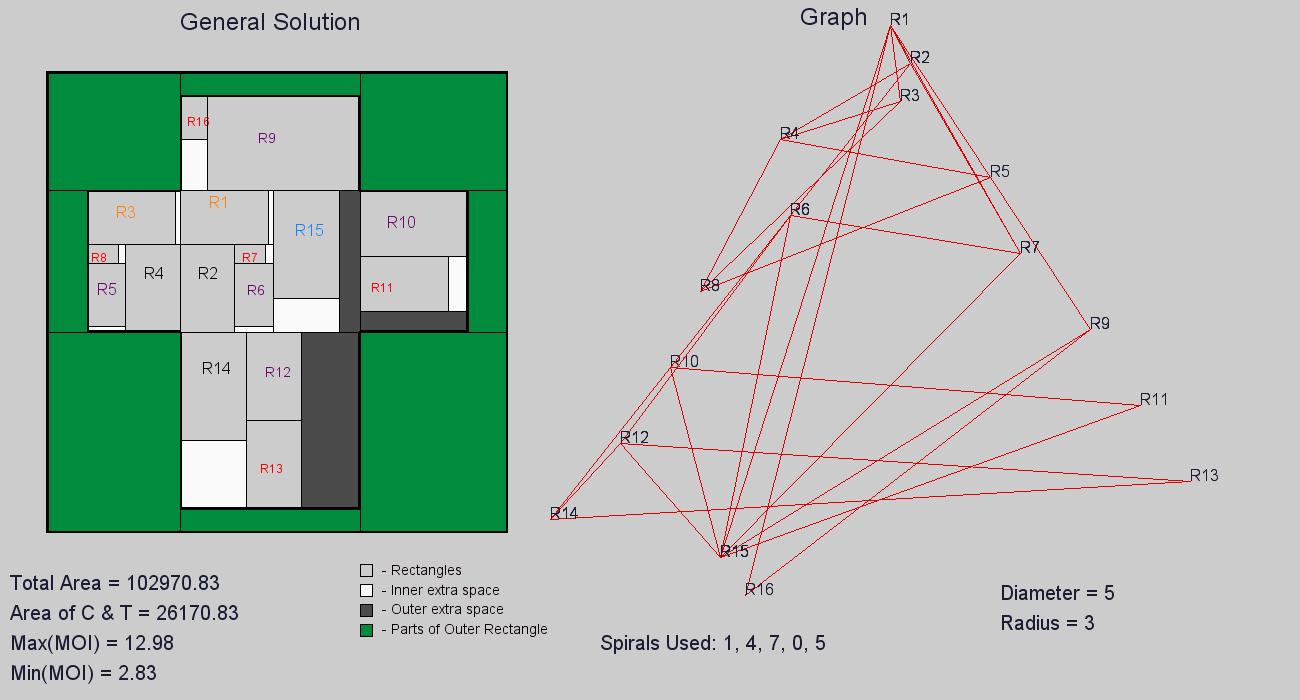 General Solution
R16
R9
R3
R1
R15
R10
R8
R4
R2
R7
R5
R6
R11
R14
R12
R13
Total Area = 102970.83
Area of C & T = 26170.83
Max(MOI) = 12.98
Min(MOI) = 2.83
- Rectangles
- Inner extra space
- Outer extra space
- Parts of Outer Rectangle
Graph
R1
R2
R3
R4
R5
R6
R7
R8
R9
R10
R11
R12
R13
R14
R15
R16
Spirals Used: 1, 4, 7, 0, 5
Diameter = 5
Radius = 3